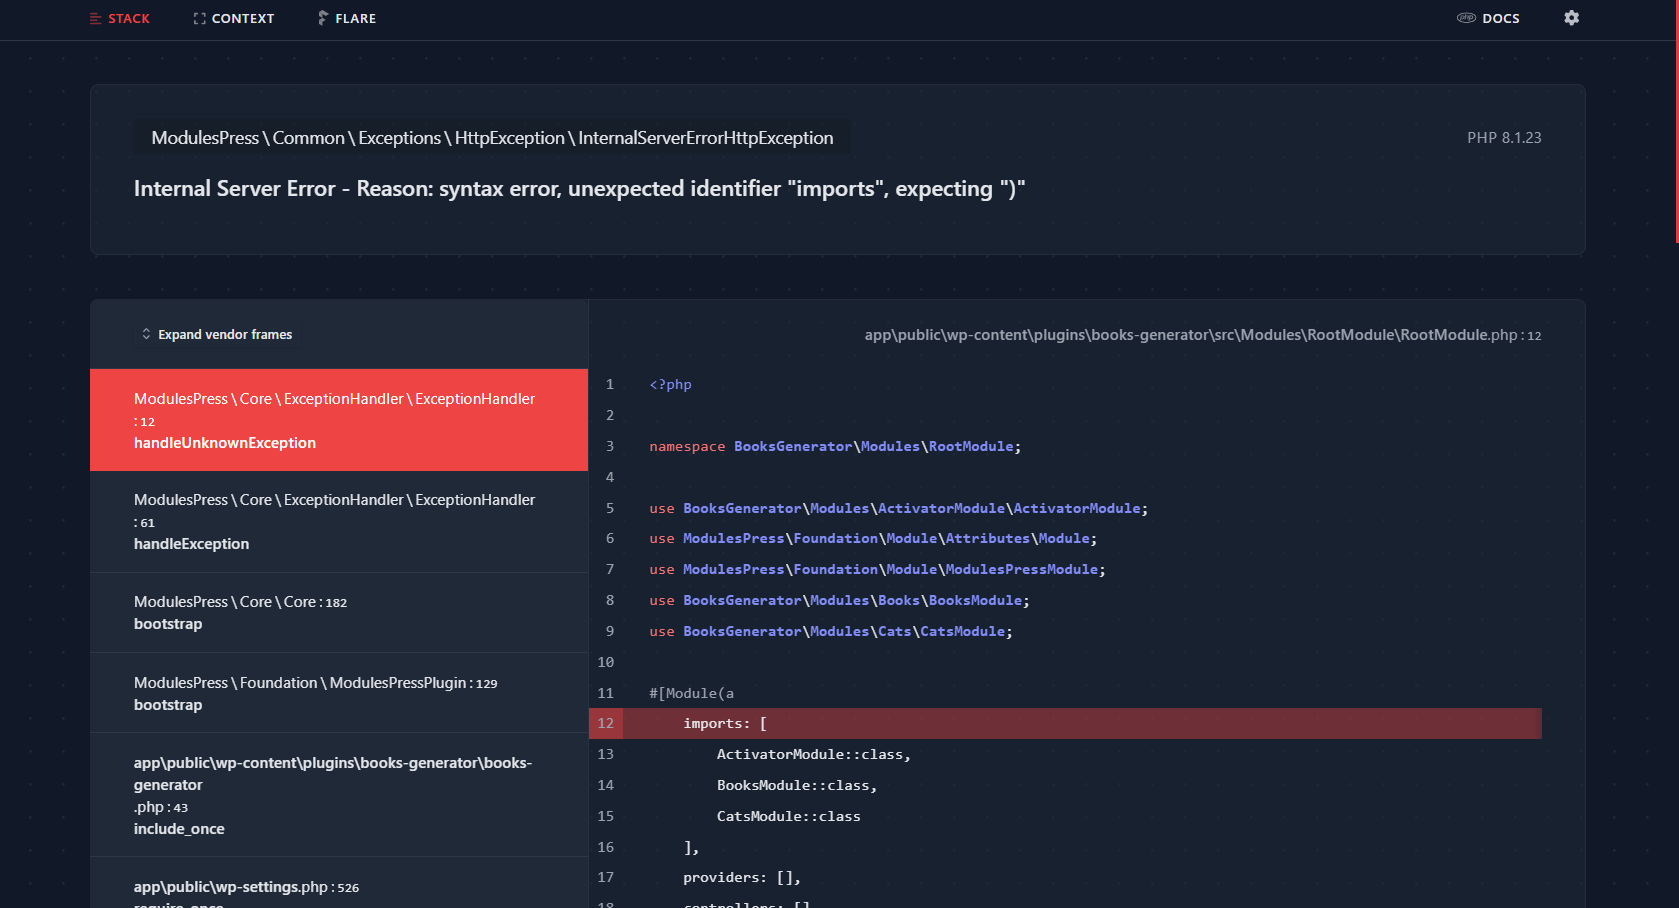 STACK
CONTEXT
FLARE
php DOCS
ModulesPress \ Common \ Exceptions \ HttpException \ InternalServerErrorHttpException
PHP 8.1.23
Internal Server Error - Reason: syntax error, unexpected identifier "imports", expecting ")"
Expand vendor frames
ModulesPress \ Core \ ExceptionHandler \ ExceptionHandler
: 12
handleUnknownException
ModulesPress \ Core \ ExceptionHandler \ ExceptionHandler
: 61
handleException
ModulesPress \ Core \ Core : 182
bootstrap
ModulesPress \ Foundation \ ModulesPressPlugin : 129
bootstrap
app\public\wp-content\plugins\books-generator\books-
generator
.php : 43
include_once
app\public\wp-settings.php : 526
require_once
app\public\wp-content\plugins\books-generator\src\Modules\RootModule\RootModule.php : 12
1 <?php
2
3 namespace BooksGenerator\Modules\RootModule;
4
5 use BooksGenerator\Modules\ActivatorModule\ActivatorModule;
6 use ModulesPress\Foundation\Module\Attributes\Module;
7 use ModulesPress\Foundation\Module\ModulesPressModule;
8 use BooksGenerator\Modules\Books\BooksModule;
9 use BooksGenerator\Modules\Cats\CatsModule;
10
11 #[Module(a
12 imports: [
13 ActivatorModule::class,
14 BooksModule::class,
15 CatsModule::class
16 ],
17 providers: [],
18 controllers: []